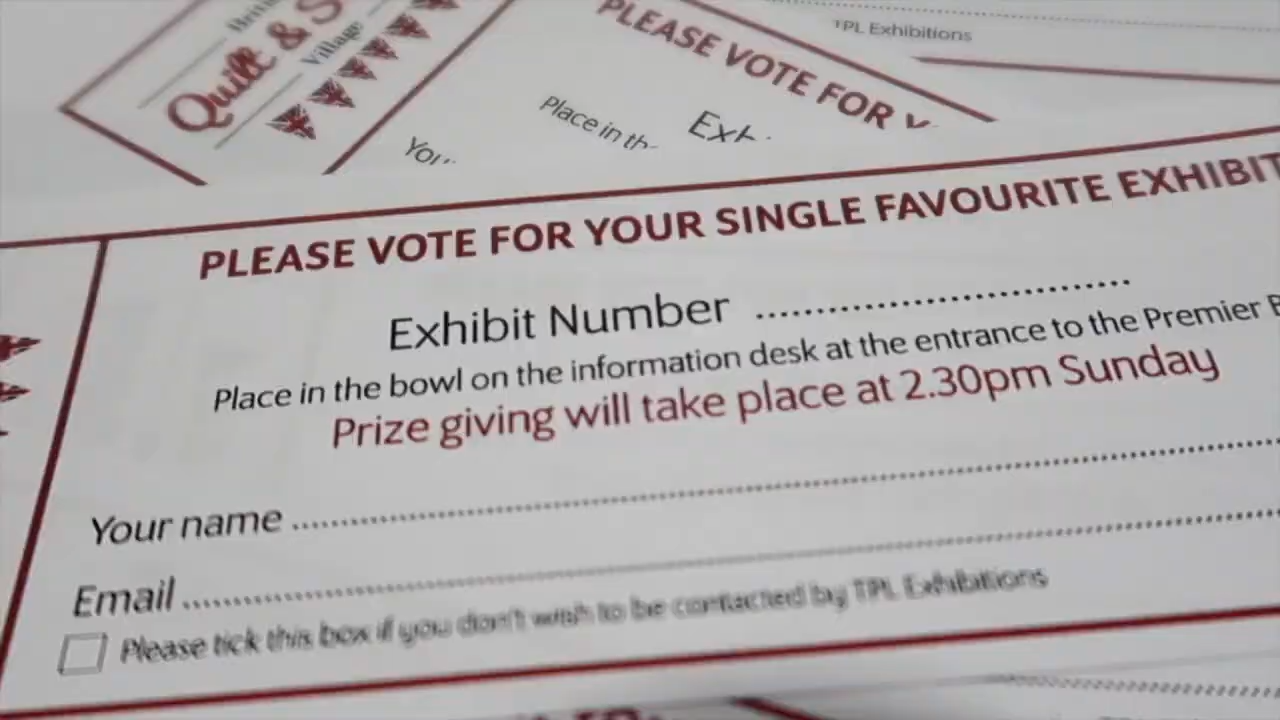 Quilt & S
Village
TPL Exhibitions
PLEASE VOTE FOR
Place in
PLEASE VOTE FOR YOUR SINGLE FAVOURITE EXHIBIT
Exhibit Number
Place in the bowl on the information desk at the entrance to the Premier
Prize giving will take place at 2.30pm Sunday
Your name
Email
Please tick this box if you don't wish to be contacted by TPL Exhibitions